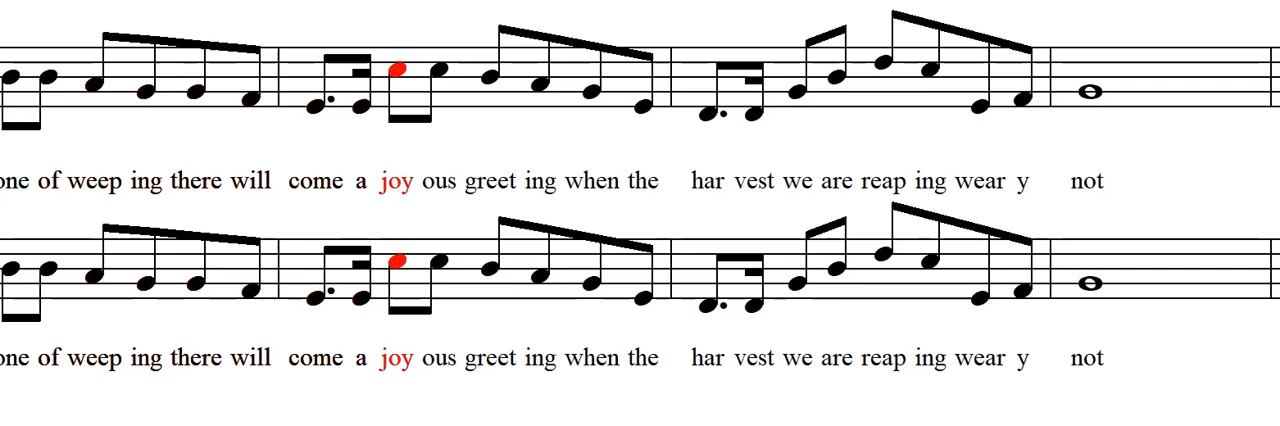 one of weep ing there will come a joy ous greet ing when the har vest we are reap ing wear y not
one of weep ing there will come a joy ous greet ing when the har vest we are reap ing wear y not